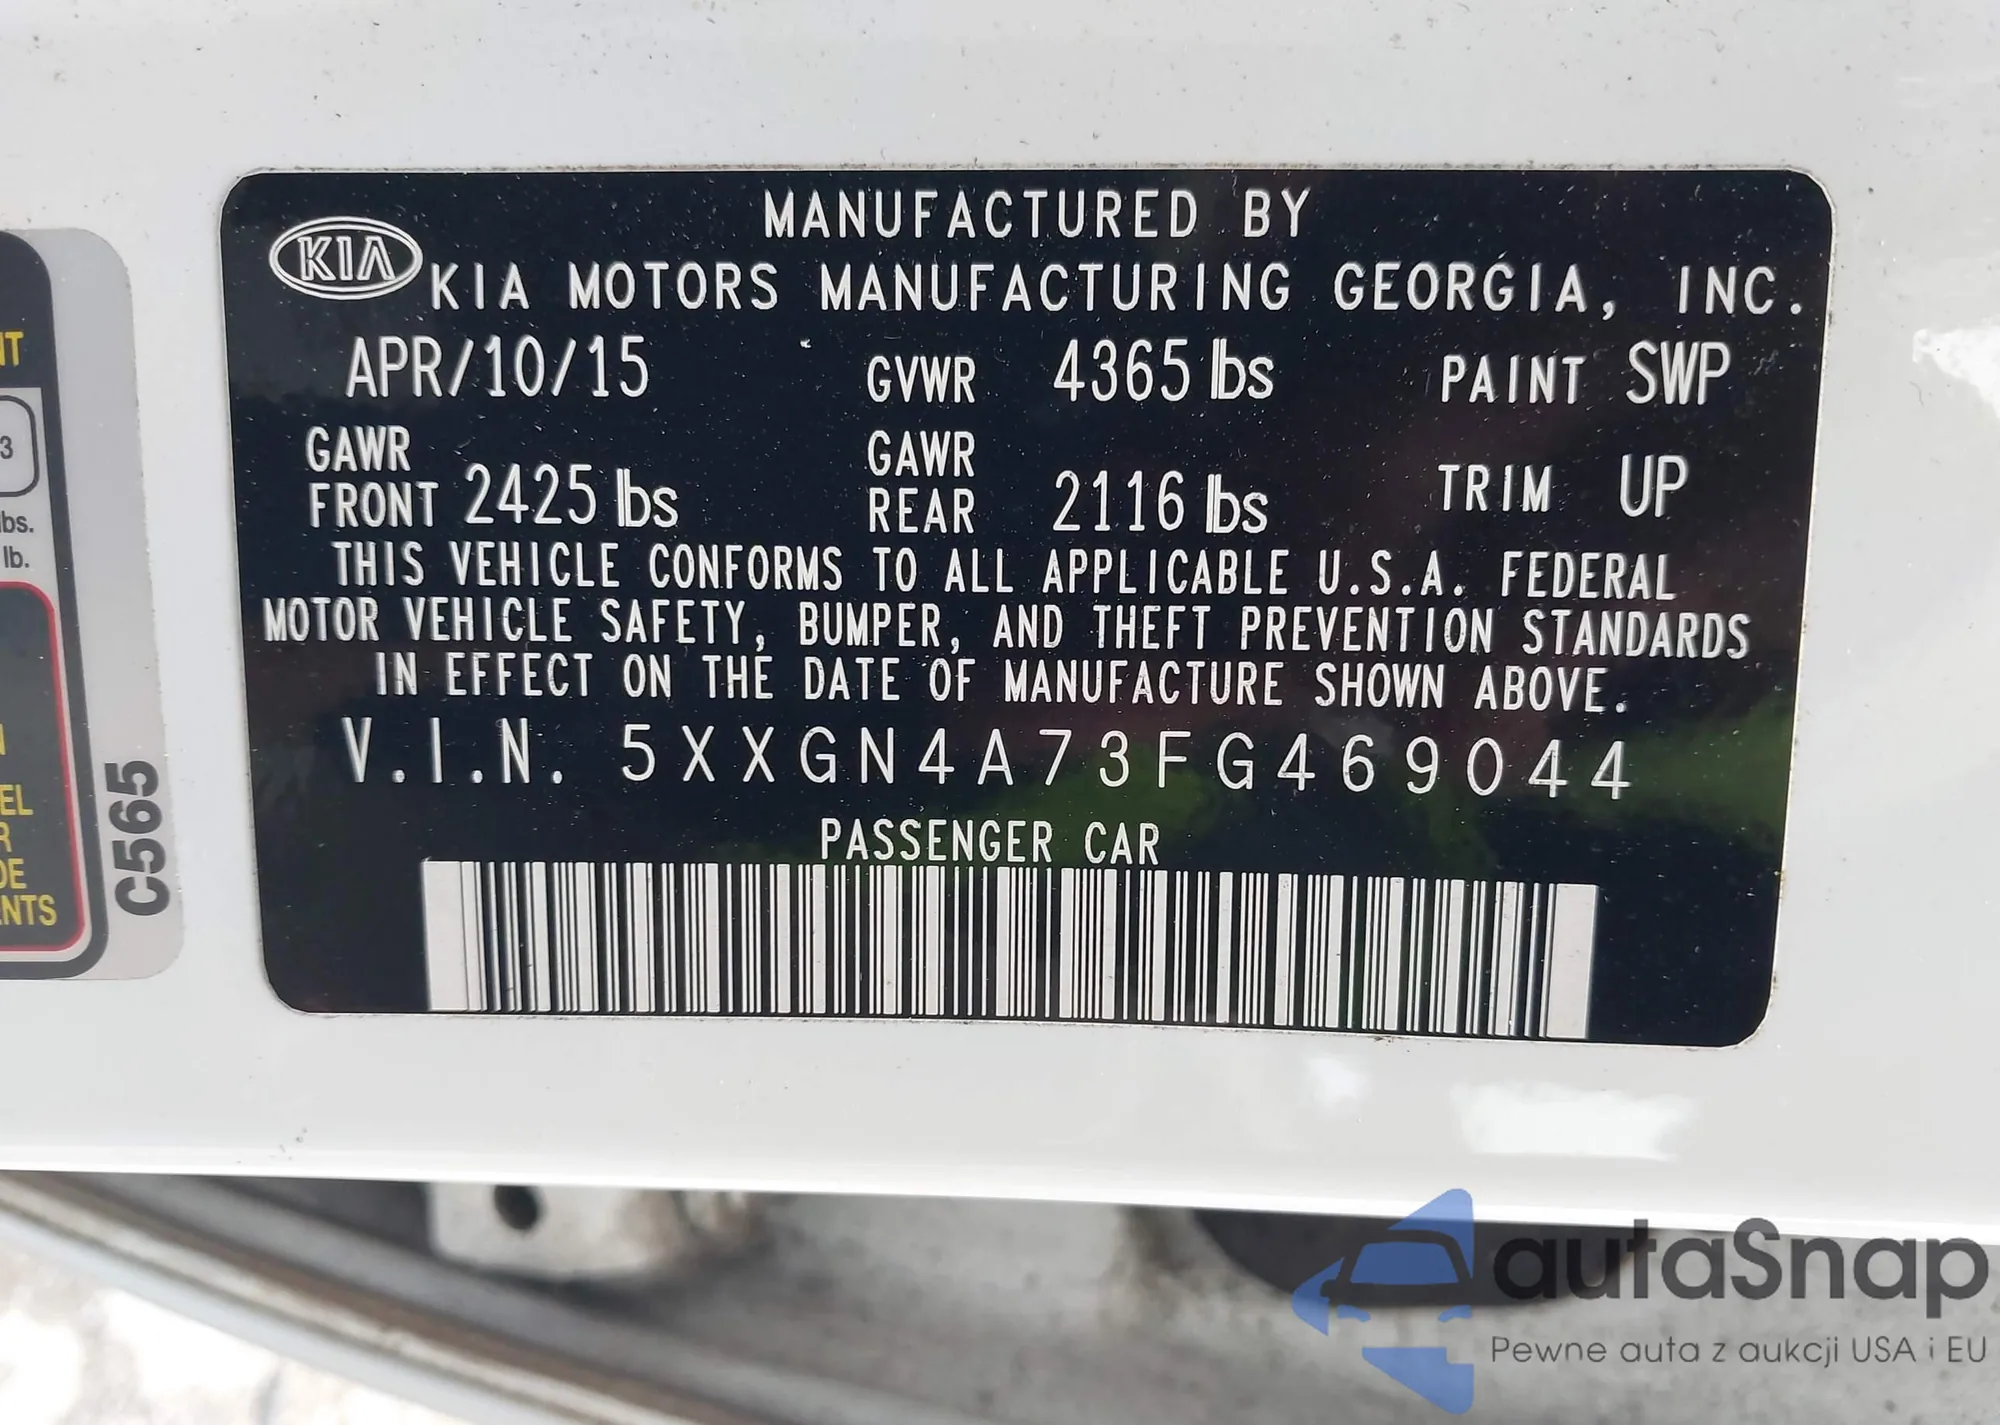 MANUFACTURED BY
KIA
KIA MOTORS MANUFACTURING GEORGIA, INC.
APR/10/15 GVWR 4365 lbs PAINT SWP
GAWR FRONT 2425 lbs GAWR REAR 2116 lbs TRIM UP
THIS VEHICLE CONFORMS TO ALL APPLICABLE U.S.A. FEDERAL
MOTOR VEHICLE SAFETY, BUMPER, AND THEFT PREVENTION STANDARDS
IN EFFECT ON THE DATE OF MANUFACTURE SHOWN ABOVE.
V.I.N. 5XXGN4A73FG469044
PASSENGER CAR
3
lbs.
lb.
C565
autaSnap
Pewne auta z aukcji USA i EU